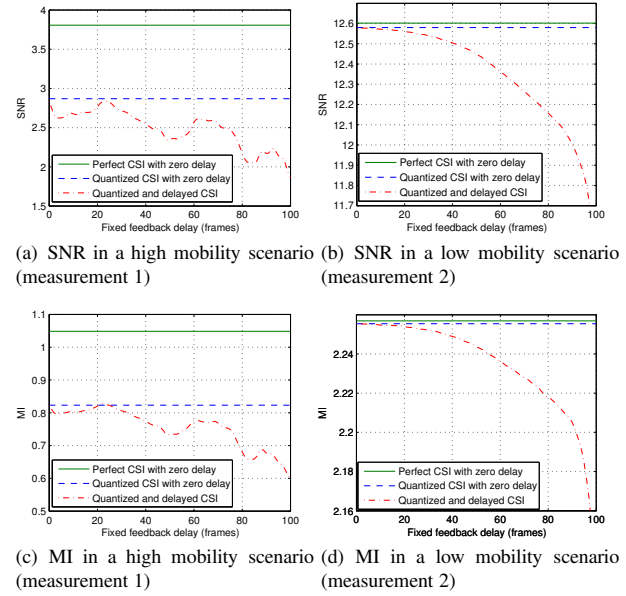 4
3.5
3
2.5
2
1.5
SNR
0 20 40 60 80 100
Fixed feedback delay (frames)
Perfect CSI with zero delay
Quantized CSI with zero delay
Quantized and delayed CSI
(a) SNR in a high mobility scenario
(measurement 1)
12.6
12.5
12.4
12.3
12.2
12.1
12
11.9
11.8
11.7
SNR
0 20 40 60 80 100
Fixed feedback delay (frames)
Perfect CSI with zero delay
Quantized CSI with zero delay
Quantized and delayed CSI
(b) SNR in a low mobility scenario
(measurement 2)
1.1
1
0.9
0.8
0.7
0.6
0.5
MI
0 20 40 60 80 100
Fixed feedback delay (frames)
Perfect CSI with zero delay
Quantized CSI with zero delay
Quantized and delayed CSI
(c) MI in a high mobility scenario
(measurement 1)
2.24
2.22
2.2
2.18
2.16
MI
0 20 40 60 80 100
Fixed feedback delay (frames)
Perfect CSI with zero delay
Quantized CSI with zero delay
Quantized and delayed CSI
(d) MI in a low mobility scenario
(measurement 2)